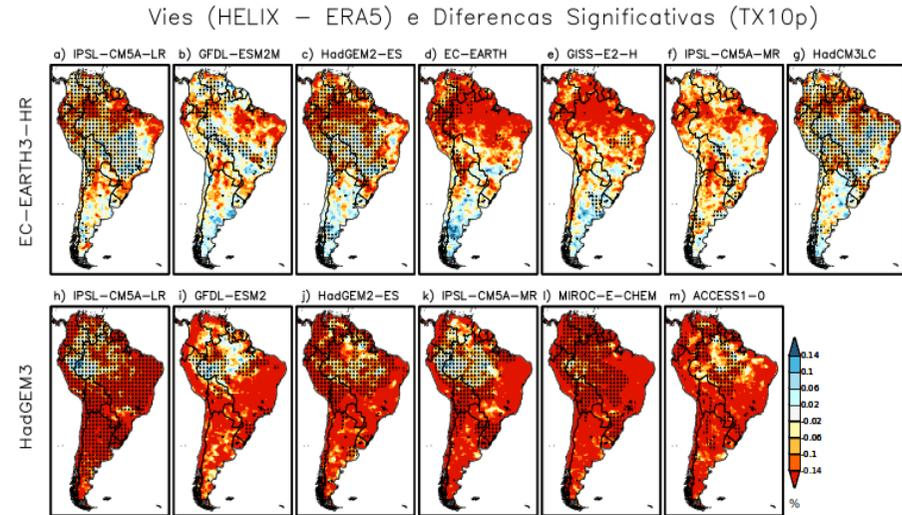 Vies (HELIX – ERA5) e Diferencas Significativas (TX10p)
a) IPSL–CM5A–LR b) GFDL–ESM2M c) HadGEM2–ES d) EC–EARTH e) GISS–E2–H f) IPSL–CM5A–MR g) HadCM3LC
EC–EARTH3–HR
h) IPSL–CM5A–LR i) GFDL–ESM2 j) HadGEM2–ES k) IPSL–CM5A–MR l) MIROC–E–CHEM m) ACCESS1–0
HadGEM3
0.14
0.1
0.06
0.02
-0.02
-0.06
-0.1
-0.14
%